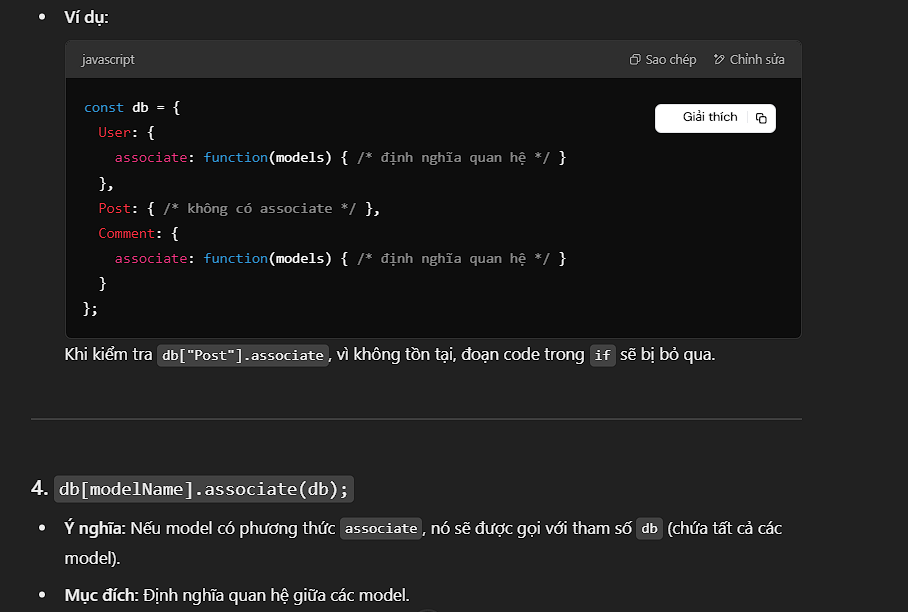 Ví dụ:
javascript Sao chép Chỉnh sửa
const db = {
Giải thích
  User: {
    associate: function(models) { /* định nghĩa quan hệ */ }
  },
  Post: { /* không có associate */ },
  Comment: {
    associate: function(models) { /* định nghĩa quan hệ */ }
  }
};
Khi kiểm tra db["Post"].associate, vì không tồn tại, đoạn code trong if sẽ bị bỏ qua.
4. db[modelName].associate(db);
Ý nghĩa: Nếu model có phương thức associate, nó sẽ được gọi với tham số db (chứa tất cả các
model).
Mục đích: Định nghĩa quan hệ giữa các model.